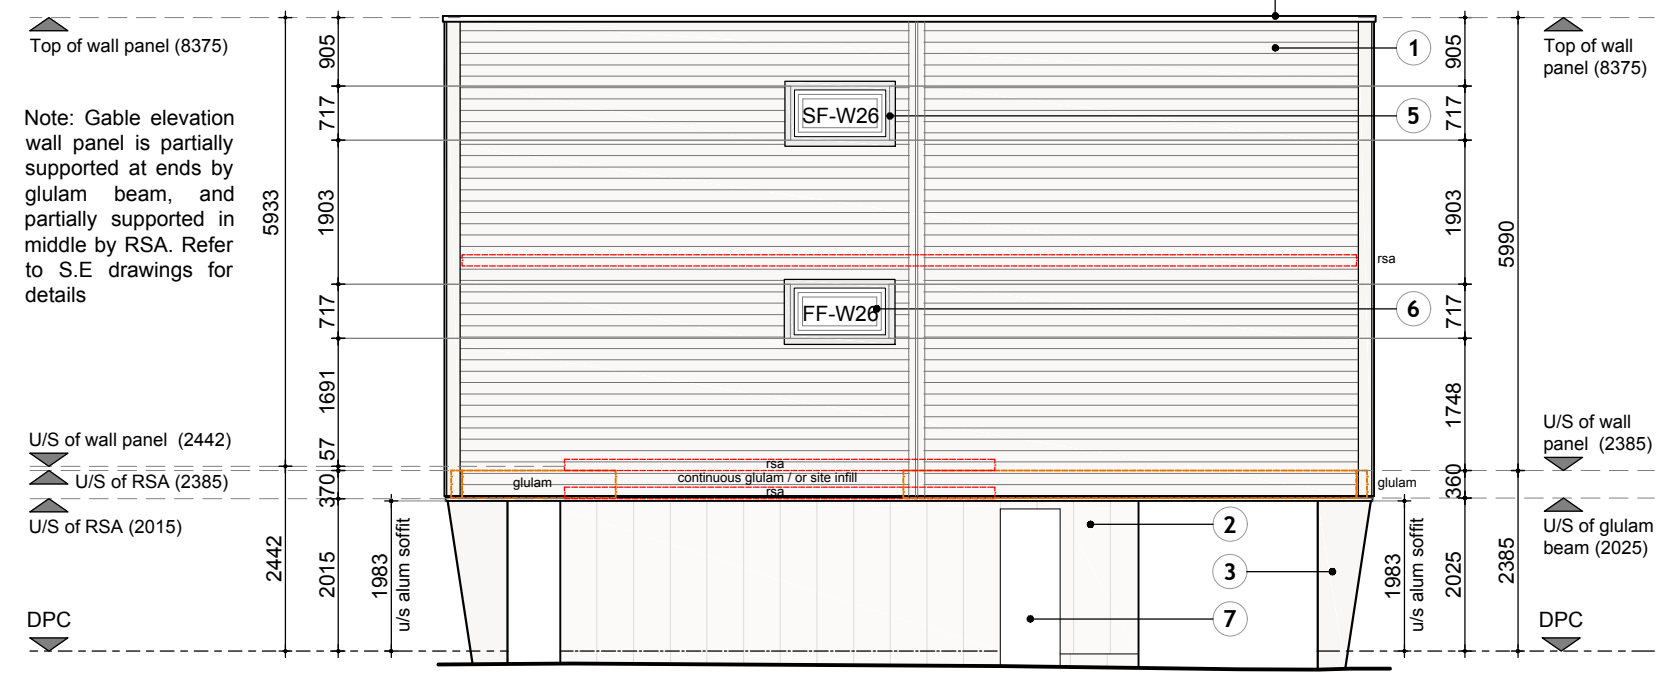 Top of wall panel (8375)
Note: Gable elevation
wall panel is partially
supported at ends by
glulam beam, and
partially supported in
middle by RSA. Refer
to S.E drawings for
details
U/S of wall panel (2442)
U/S of RSA (2385)
U/S of RSA (2015)
DPC
5933
2442
905
717
1903
717
1691
57
370
2015
1983
u/s alum soffit
SF-W26
FF-W26
rsa
rsa
glulam
continuous glulam / or site infill
rsa
glulam
1
5
6
2
3
7
1983
u/s alum soffit
905
717
1903
717
1748
360
2025
5990
2385
Top of wall
panel (8375)
U/S of wall
panel (2385)
U/S of glulam
beam (2025)
DPC